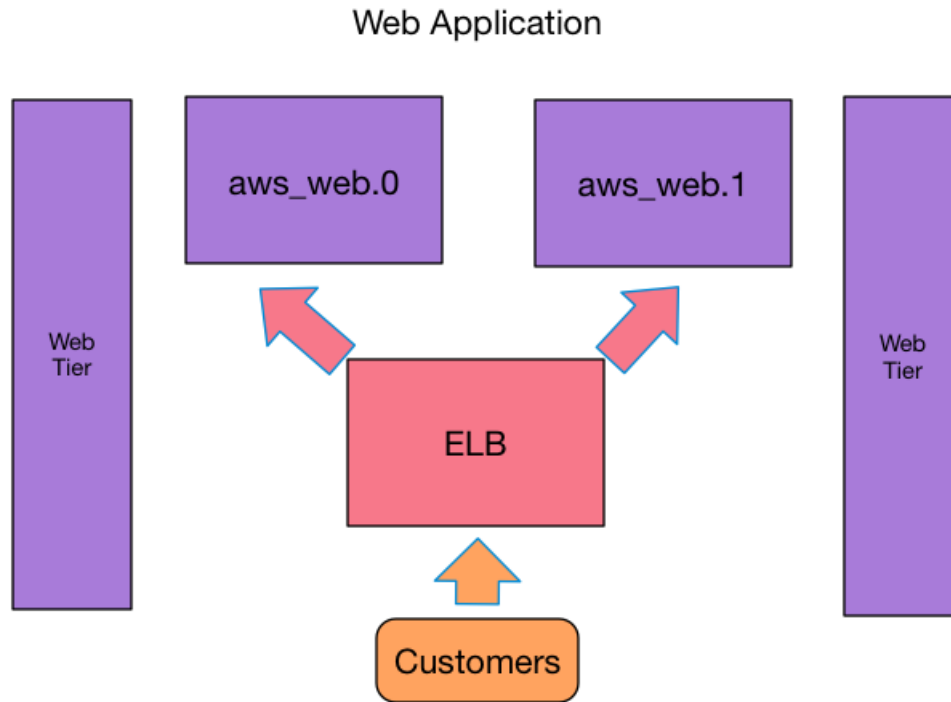 Web Application
aws_web.0
aws_web.1
Web
Tier
Web
Tier
ELB
Customers